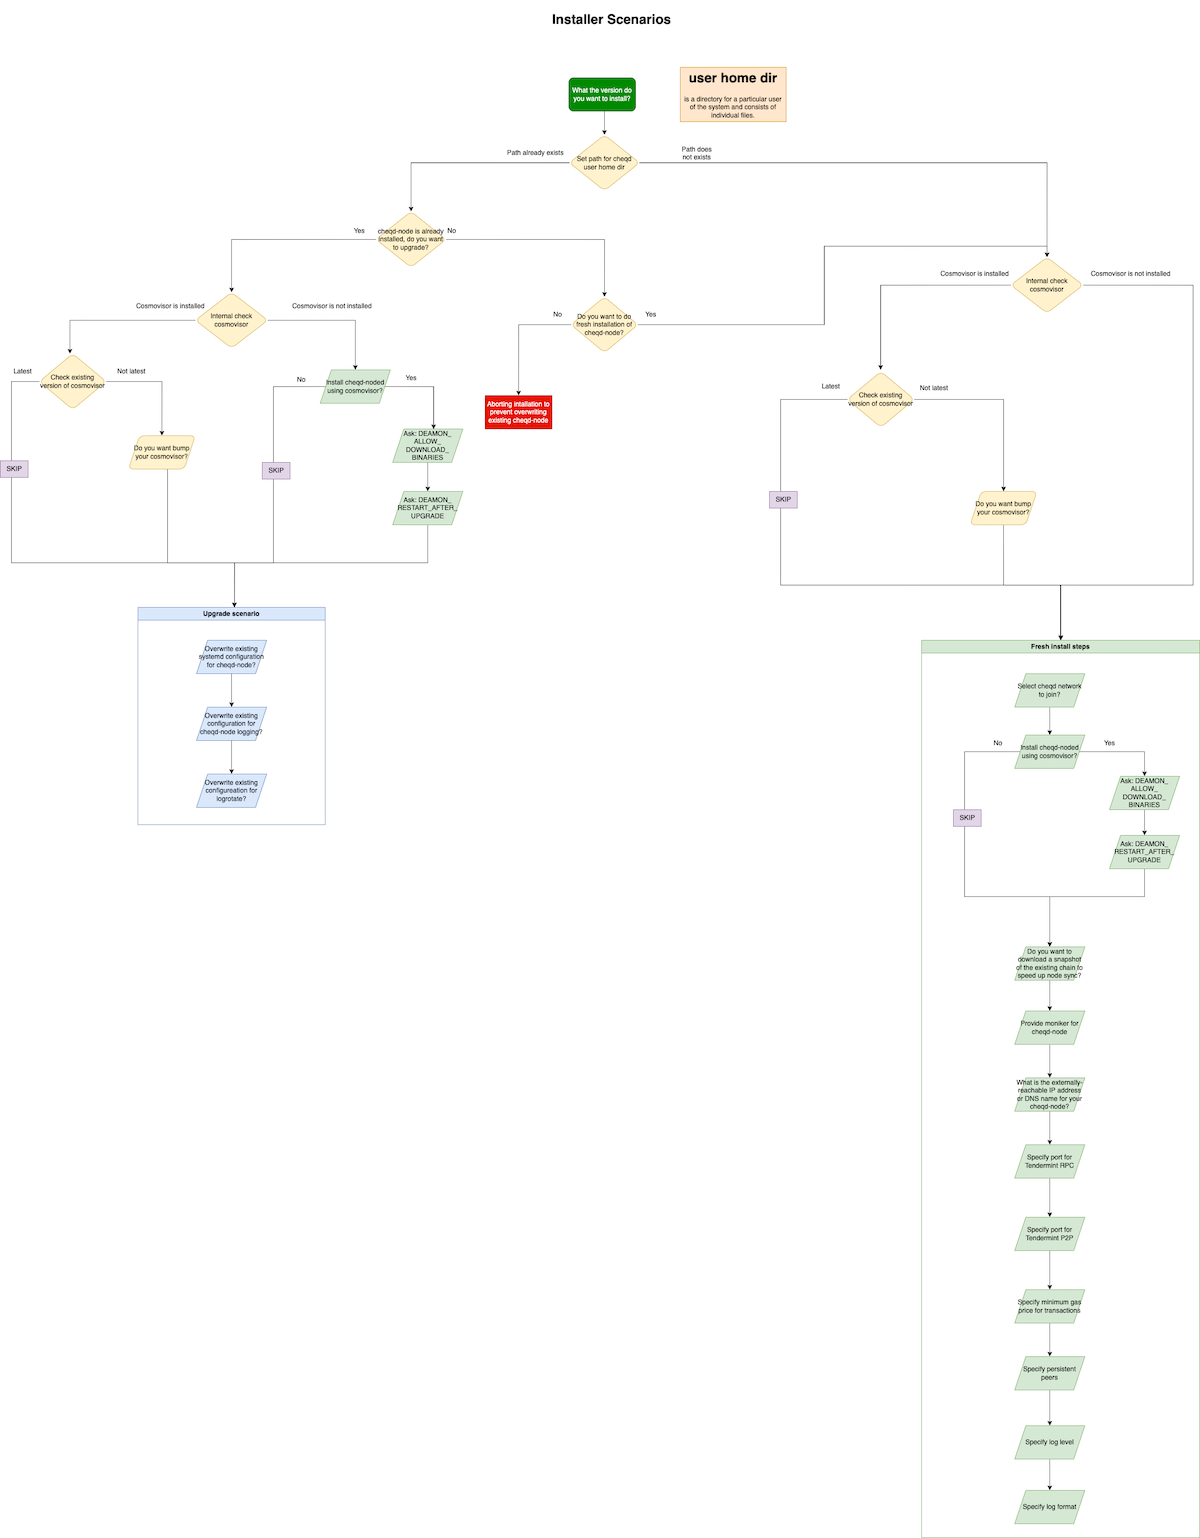 Installer Scenarios
What the version do
you want to install?
user home dir
is a directory for a particular user
of the system and consists of
individual files.
Path already exists
Set path for cheqd
user home dir
Path does
not exists
Yes
cheqd-node is already
installed, do you want
to upgrade?
No
Cosmovisor is installed
Internal check
cosmovisor
Cosmovisor is not installed
No
Do you want to do
fresh installation of
cheqd-node?
Yes
Cosmovisor is installed
Internal check
cosmovisor
Cosmovisor is not installed
Latest
Check existing
version of cosmovisor
Not latest
No
Install cheqd-noded
using cosmovisor?
Yes
Aborting intallation to
prevent overwriting
existing cheqd-node
Latest
Check existing
version of cosmovisor
Not latest
SKIP
Do you want bump
your cosmovisor?
SKIP
Ask: DEAMON_
ALLOW_
DOWNLOAD_
BINARIES
Ask: DEAMON_
RESTART_AFTER_
UPGRADE
SKIP
Do you want bump
your cosmovisor?
Upgrade scenario
Overwrite existing
systemd configuration
for cheqd-node?
Overwrite existing
configuration for
cheqd-node logging?
Overwrite existing
configureation for
logrotate?
Fresh install steps
Select cheqd network
to join?
No
Install cheqd-noded
using cosmovisor?
Yes
SKIP
Ask: DEAMON_
ALLOW_
DOWNLOAD_
BINARIES
Ask: DEAMON_
RESTART_AFTER_
UPGRADE
Do you want to
download a snapshot
of the existing chain to
speed up node sync?
Provide moniker for
cheqd-node
What is the externally-
reachable IP address
or DNS name for your
cheqd-node?
Specify port for
Tendermint RPC
Specify port for
Tendermint P2P
Specify minimum gas
price for transactions
Specify persistent
peers
Specify log level
Specify log format